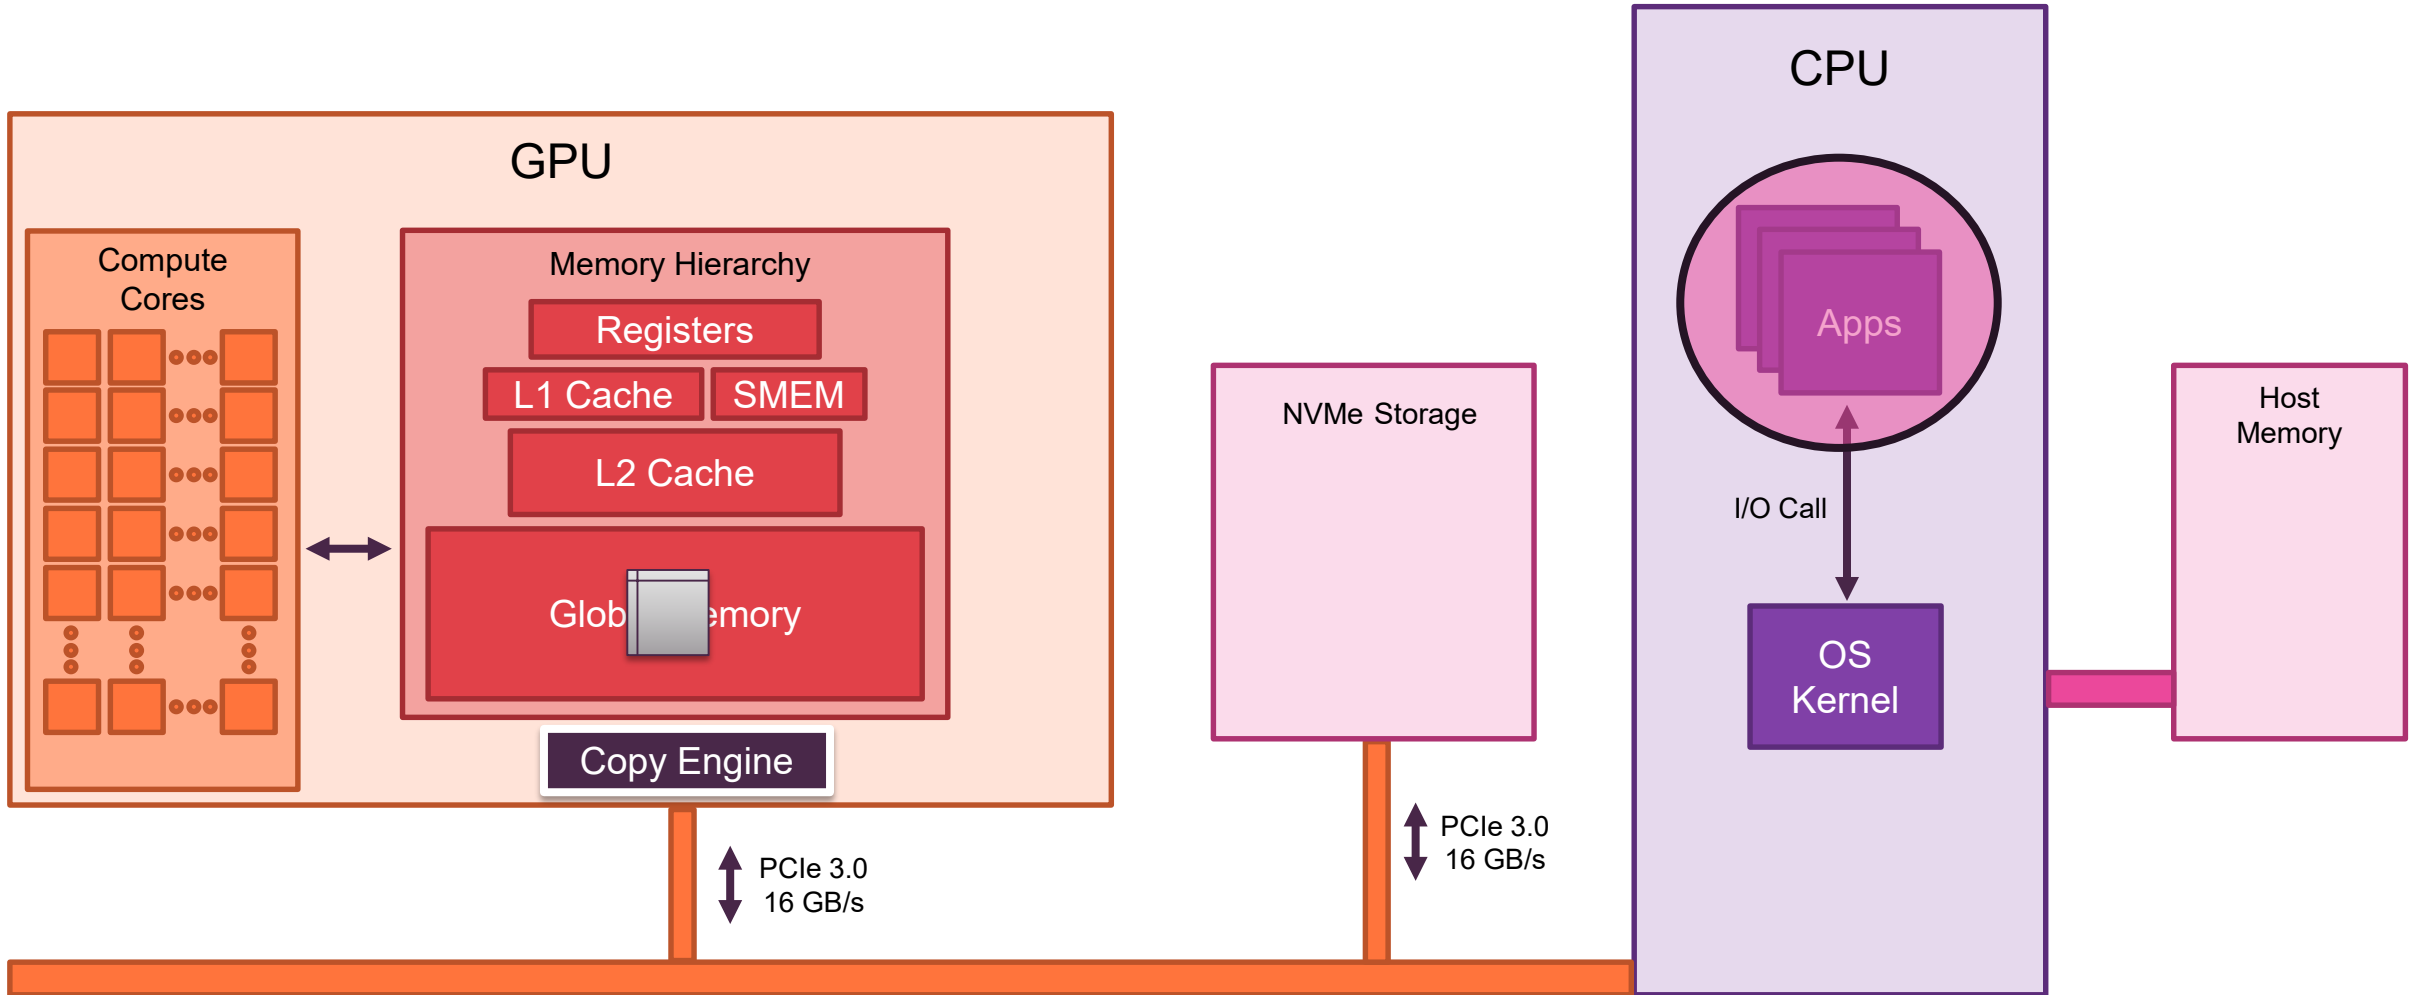 GPU
Compute
Cores
Memory Hierarchy
Registers
L1 Cache
SMEM
L2 Cache
Glob emory
Copy Engine
PCIe 3.0
16 GB/s
NVMe Storage
PCIe 3.0
16 GB/s
CPU
Apps
I/O Call
OS
Kernel
Host
Memory